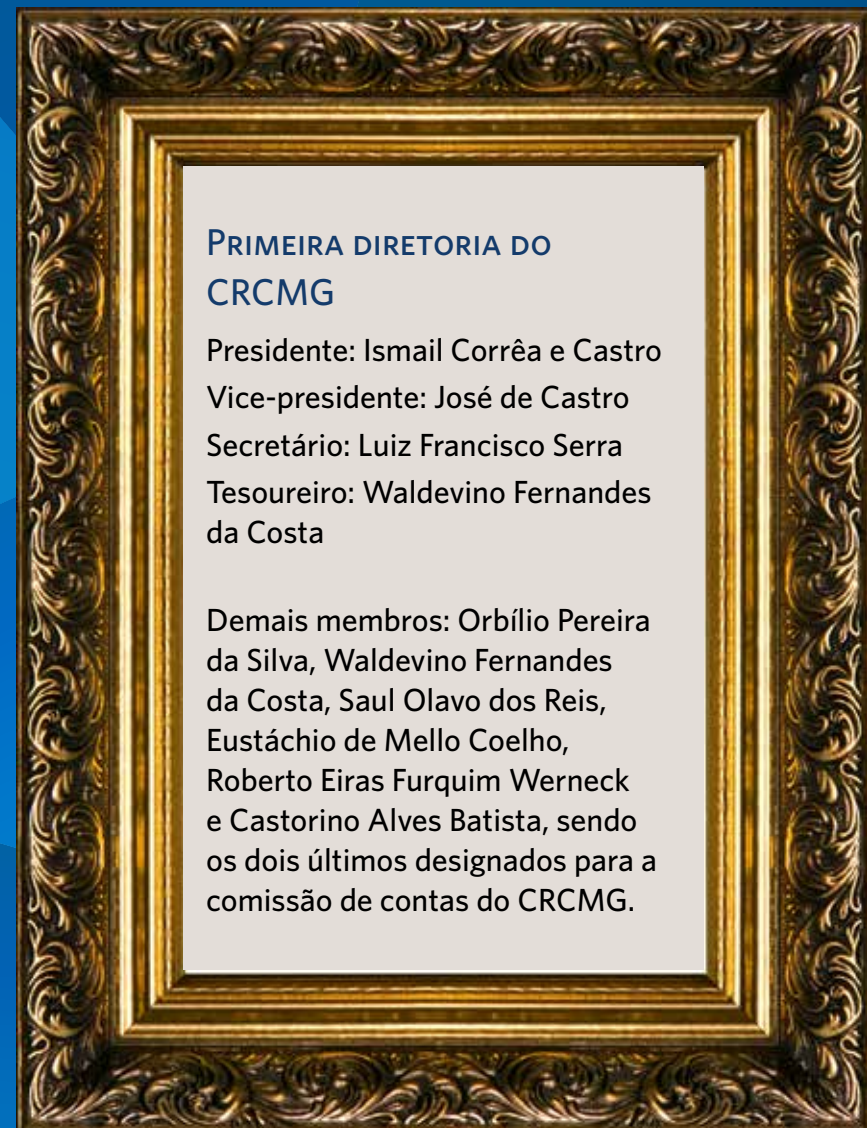 Primeira diretoria do
CRCMG
Presidente: Ismail Corrêa e Castro
Vice-presidente: José de Castro
Secretário: Luiz Francisco Serra
Tesoureiro: Waldevino Fernandes
da Costa
Demais membros: Orbílio Pereira
da Silva, Waldevino Fernandes
da Costa, Saul Olavo dos Reis,
Eustáchio de Mello Coelho,
Roberto Eiras Furquim Werneck
e Castorino Alves Batista, sendo
os dois últimos designados para a
comissão de contas do CRCMG.